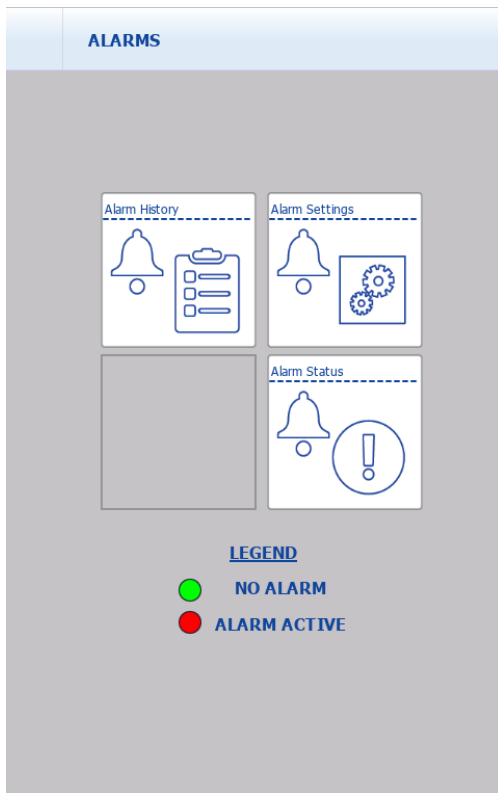 ALARMS
Alarm History
Alarm Settings
Alarm Status
LEGEND
NO ALARM
ALARM ACTIVE